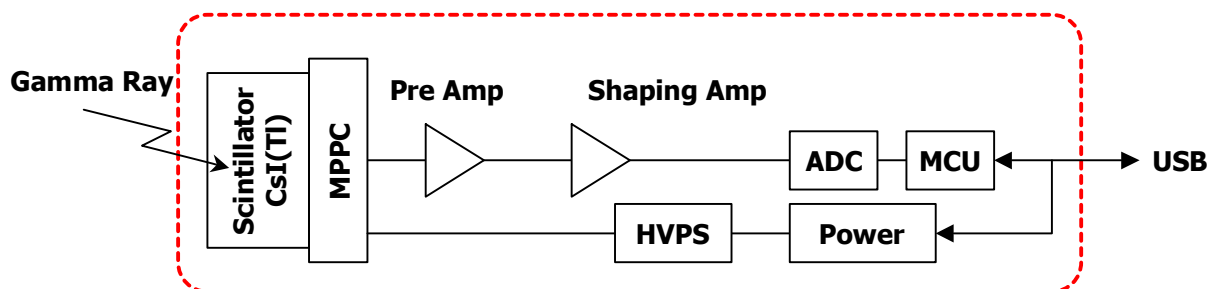 Gamma Ray
Scintillator
CsI(Tl)
MPPC
Pre Amp
Shaping Amp
ADC
MCU
USB
HVPS
Power